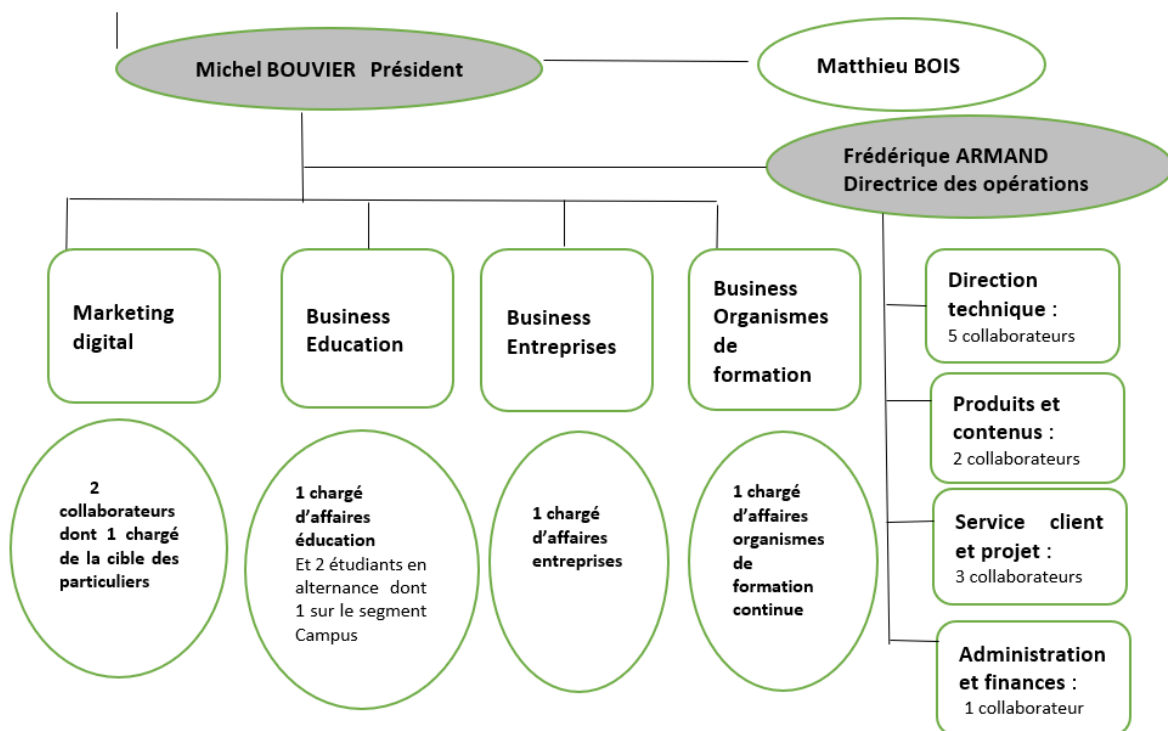 Michel BOUVIER Président
Matthieu BOIS
Frédérique ARMAND
Directrice des opérations
Marketing
digital
Business
Education
Business
Entreprises
Business
Organismes
de
formation
2
collaborateurs
dont 1 chargé
de la cible des
particuliers
1 chargé
d’affaires
éducation
Et 2 étudiants en
alternance dont
1 sur le segment
Campus
1 chargé
d’affaires
entreprises
1 chargé
d’affaires
organismes
de
formation
continue
Direction
technique :
5 collaborateurs
Produits et
contenus :
2 collaborateurs
Service client
et projet :
3 collaborateurs
Administration
et finances :
1 collaborateur